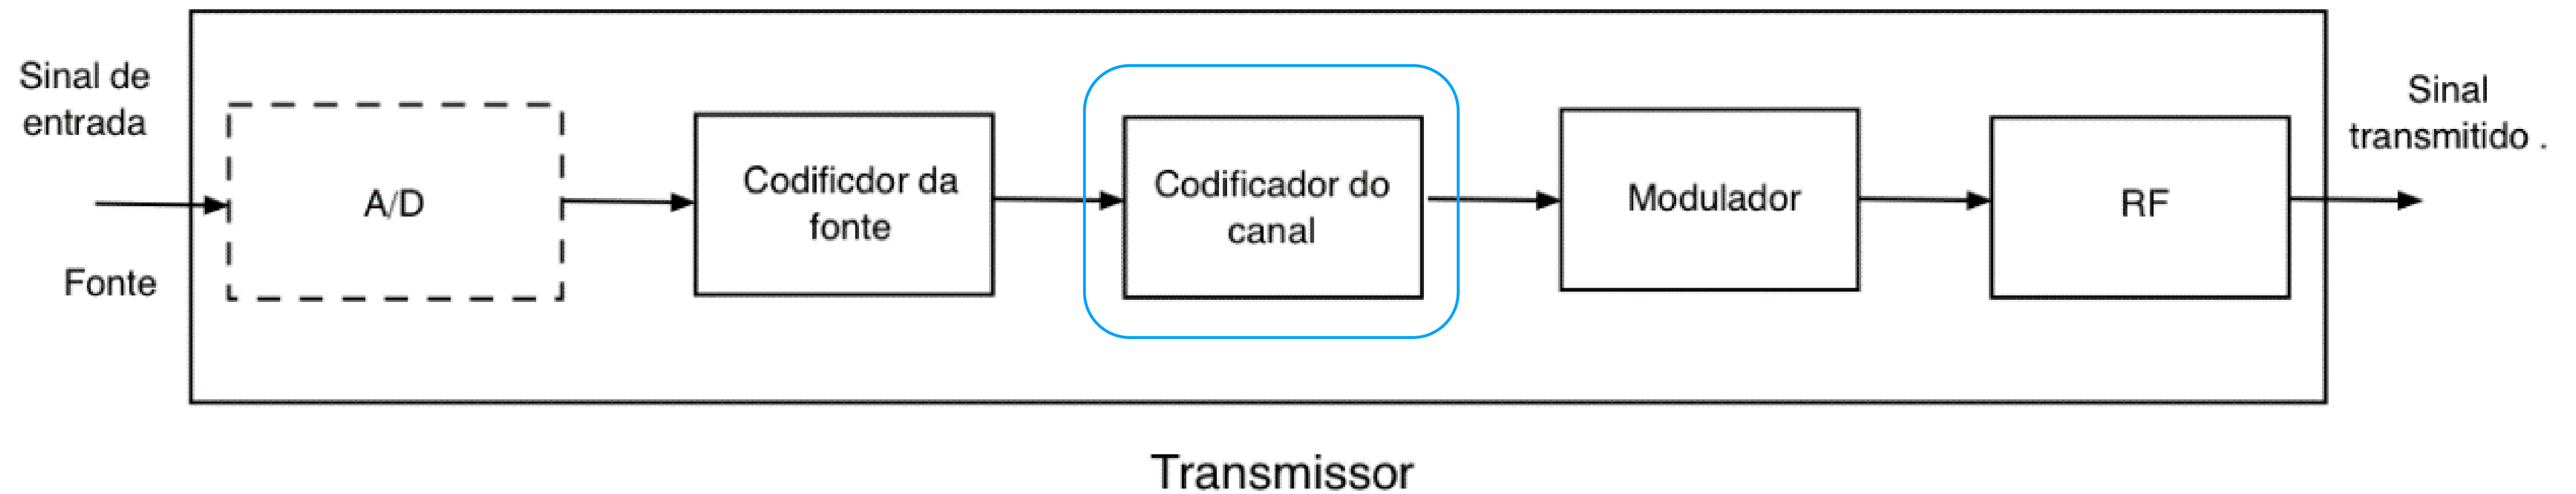 Sinal de
entrada
Fonte
A/D
Codificdor da
fonte
Codificador do
canal
Modulador
RF
Sinal
transmitido .
Transmissor